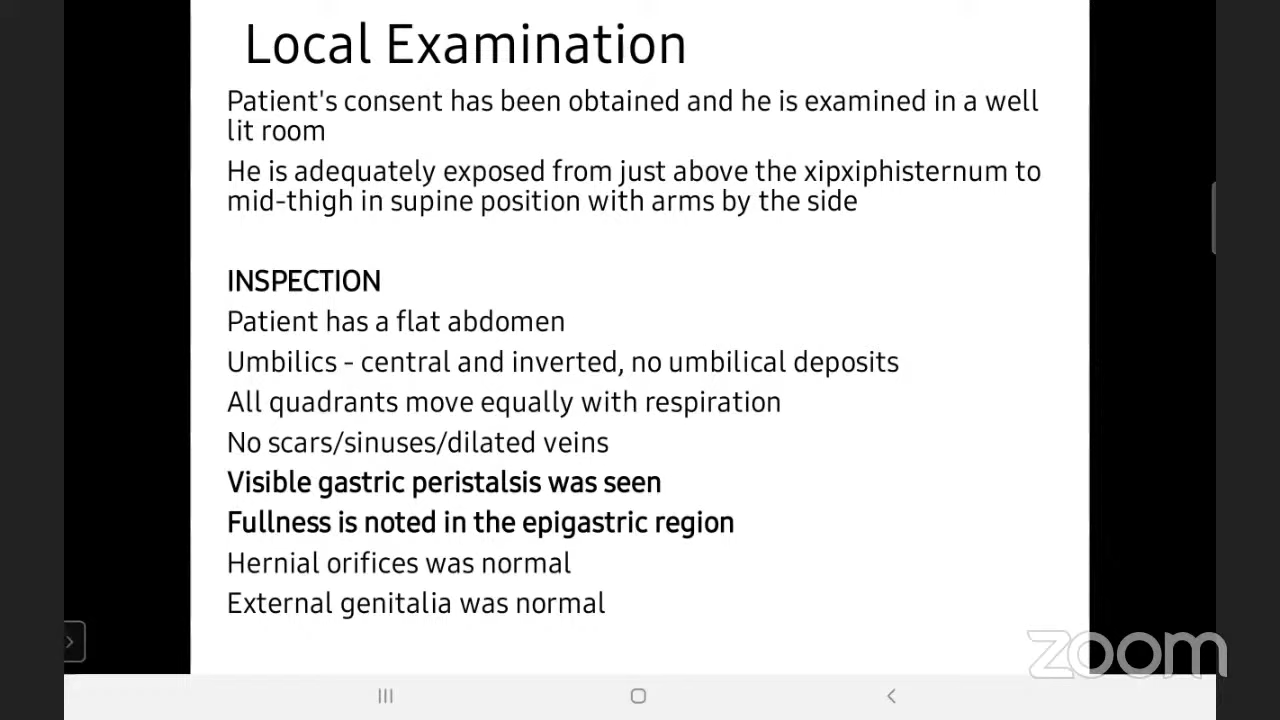 Local Examination
Patient's consent has been obtained and he is examined in a well
lit room
He is adequately exposed from just above the xipxiphisternum to
mid-thigh in supine position with arms by the side
INSPECTION
Patient has a flat abdomen
Umbilics - central and inverted, no umbilical deposits
All quadrants move equally with respiration
No scars/sinuses/dilated veins
Visible gastric peristalsis was seen
Fullness is noted in the epigastric region
Hernial orifices was normal
External genitalia was normal
zoom